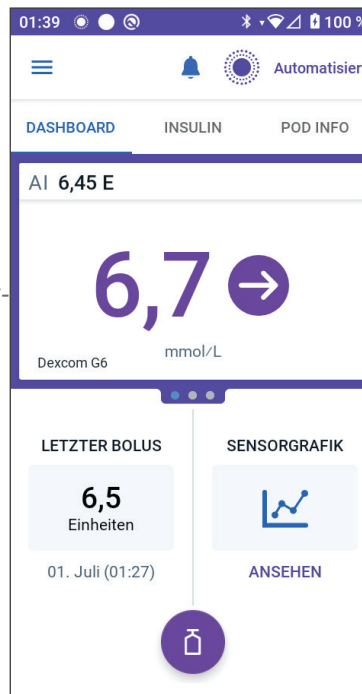 01:39 100 %
Automatisier
DASHBOARD INSULIN POD INFO
AI 6,45 E
6,7
mmol/L
Dexcom G6
LETZTER BOLUS SENSORGRAFIK
6,5
Einheiten
01. Juli (01:27) ANSEHEN